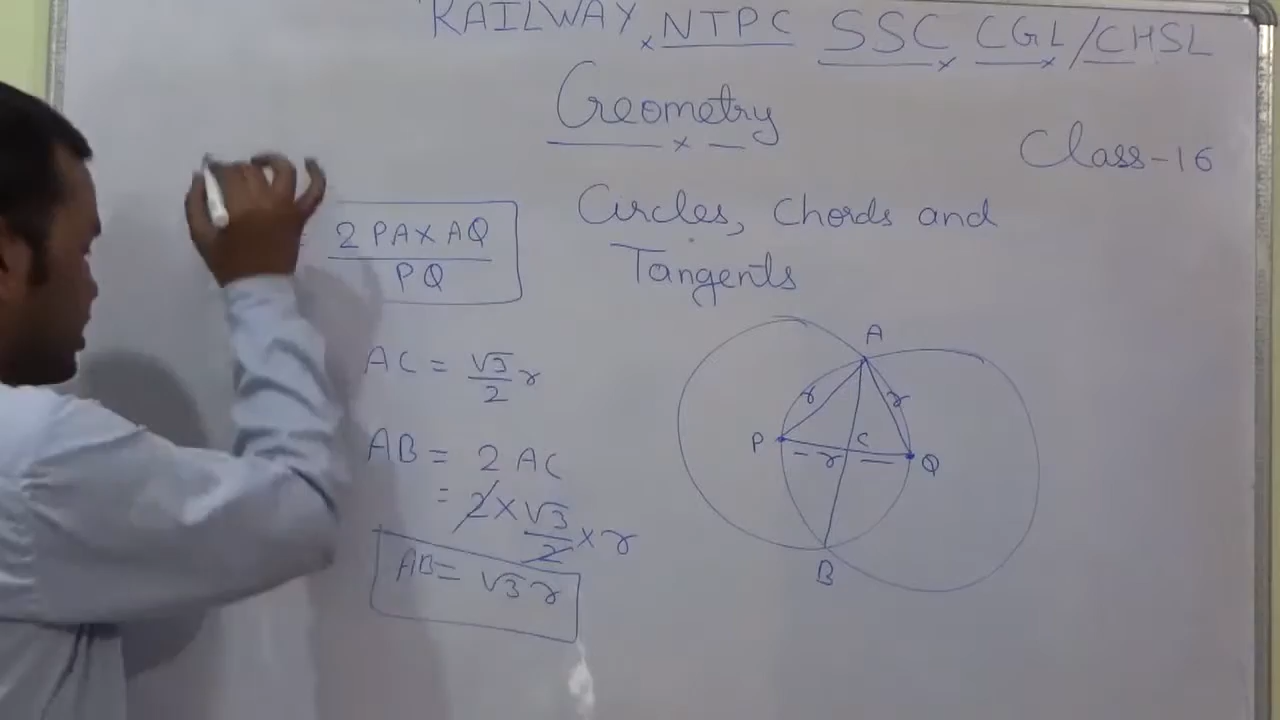 RAILWAY NTPC SSC CGL/CHSL
Geometry
Class-16
Circles, Chords and
Tangents
= 2 PA×AQ
PQ
AC = √3/2 r
AB = 2 AC
= 2×√3/2×r
AB = √3 r
A
r r
P C Q
- r —
B